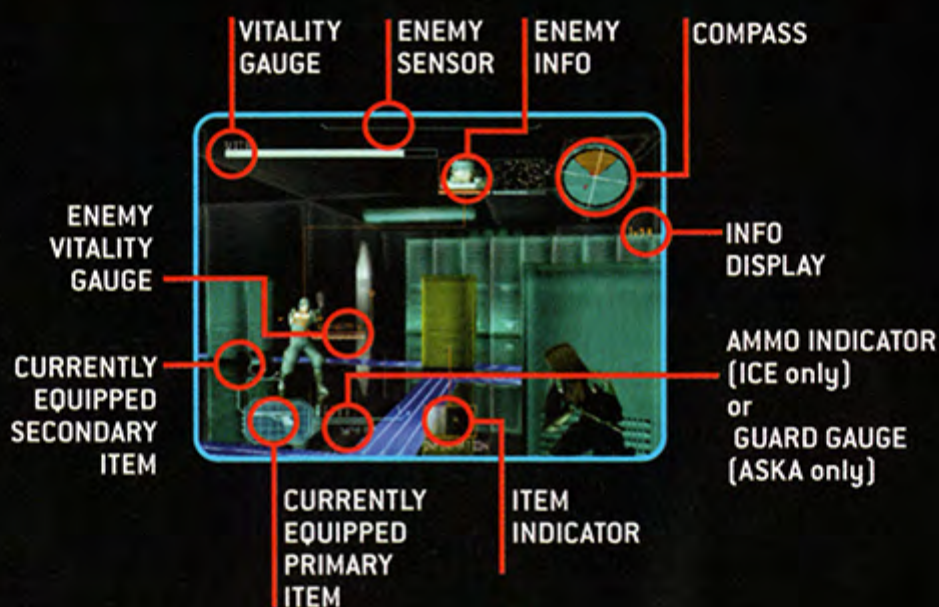 VITALITY
GAUGE
ENEMY
SENSOR
ENEMY
INFO
COMPASS
ENEMY
VITALITY
GAUGE
INFO
DISPLAY
CURRENTLY
EQUIPPED
SECONDARY
ITEM
AMMO INDICATOR
(ICE only)
or
GUARD GAUGE
(ASKA only)
CURRENTLY
EQUIPPED
PRIMARY
ITEM
ITEM
INDICATOR